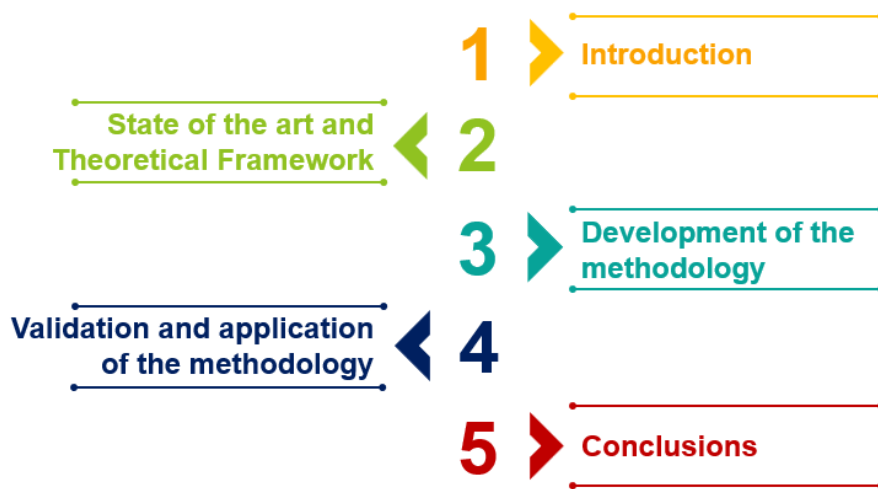 1
Introduction
State of the art and
Theoretical Framework
2
3
Development of the
methodology
Validation and application
of the methodology
4
5
Conclusions